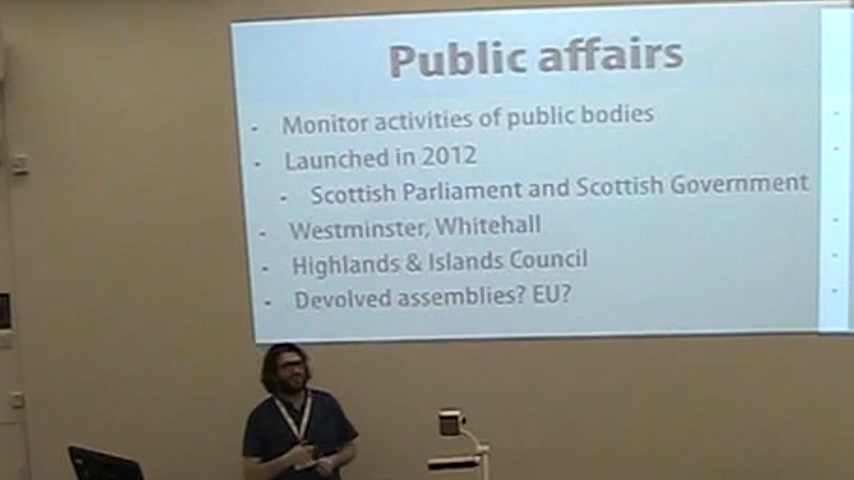 Public affairs
- Monitor activities of public bodies
- Launched in 2012
- Scottish Parliament and Scottish Government
- Westminster, Whitehall
- Highlands & Islands Council
- Devolved assemblies? EU?